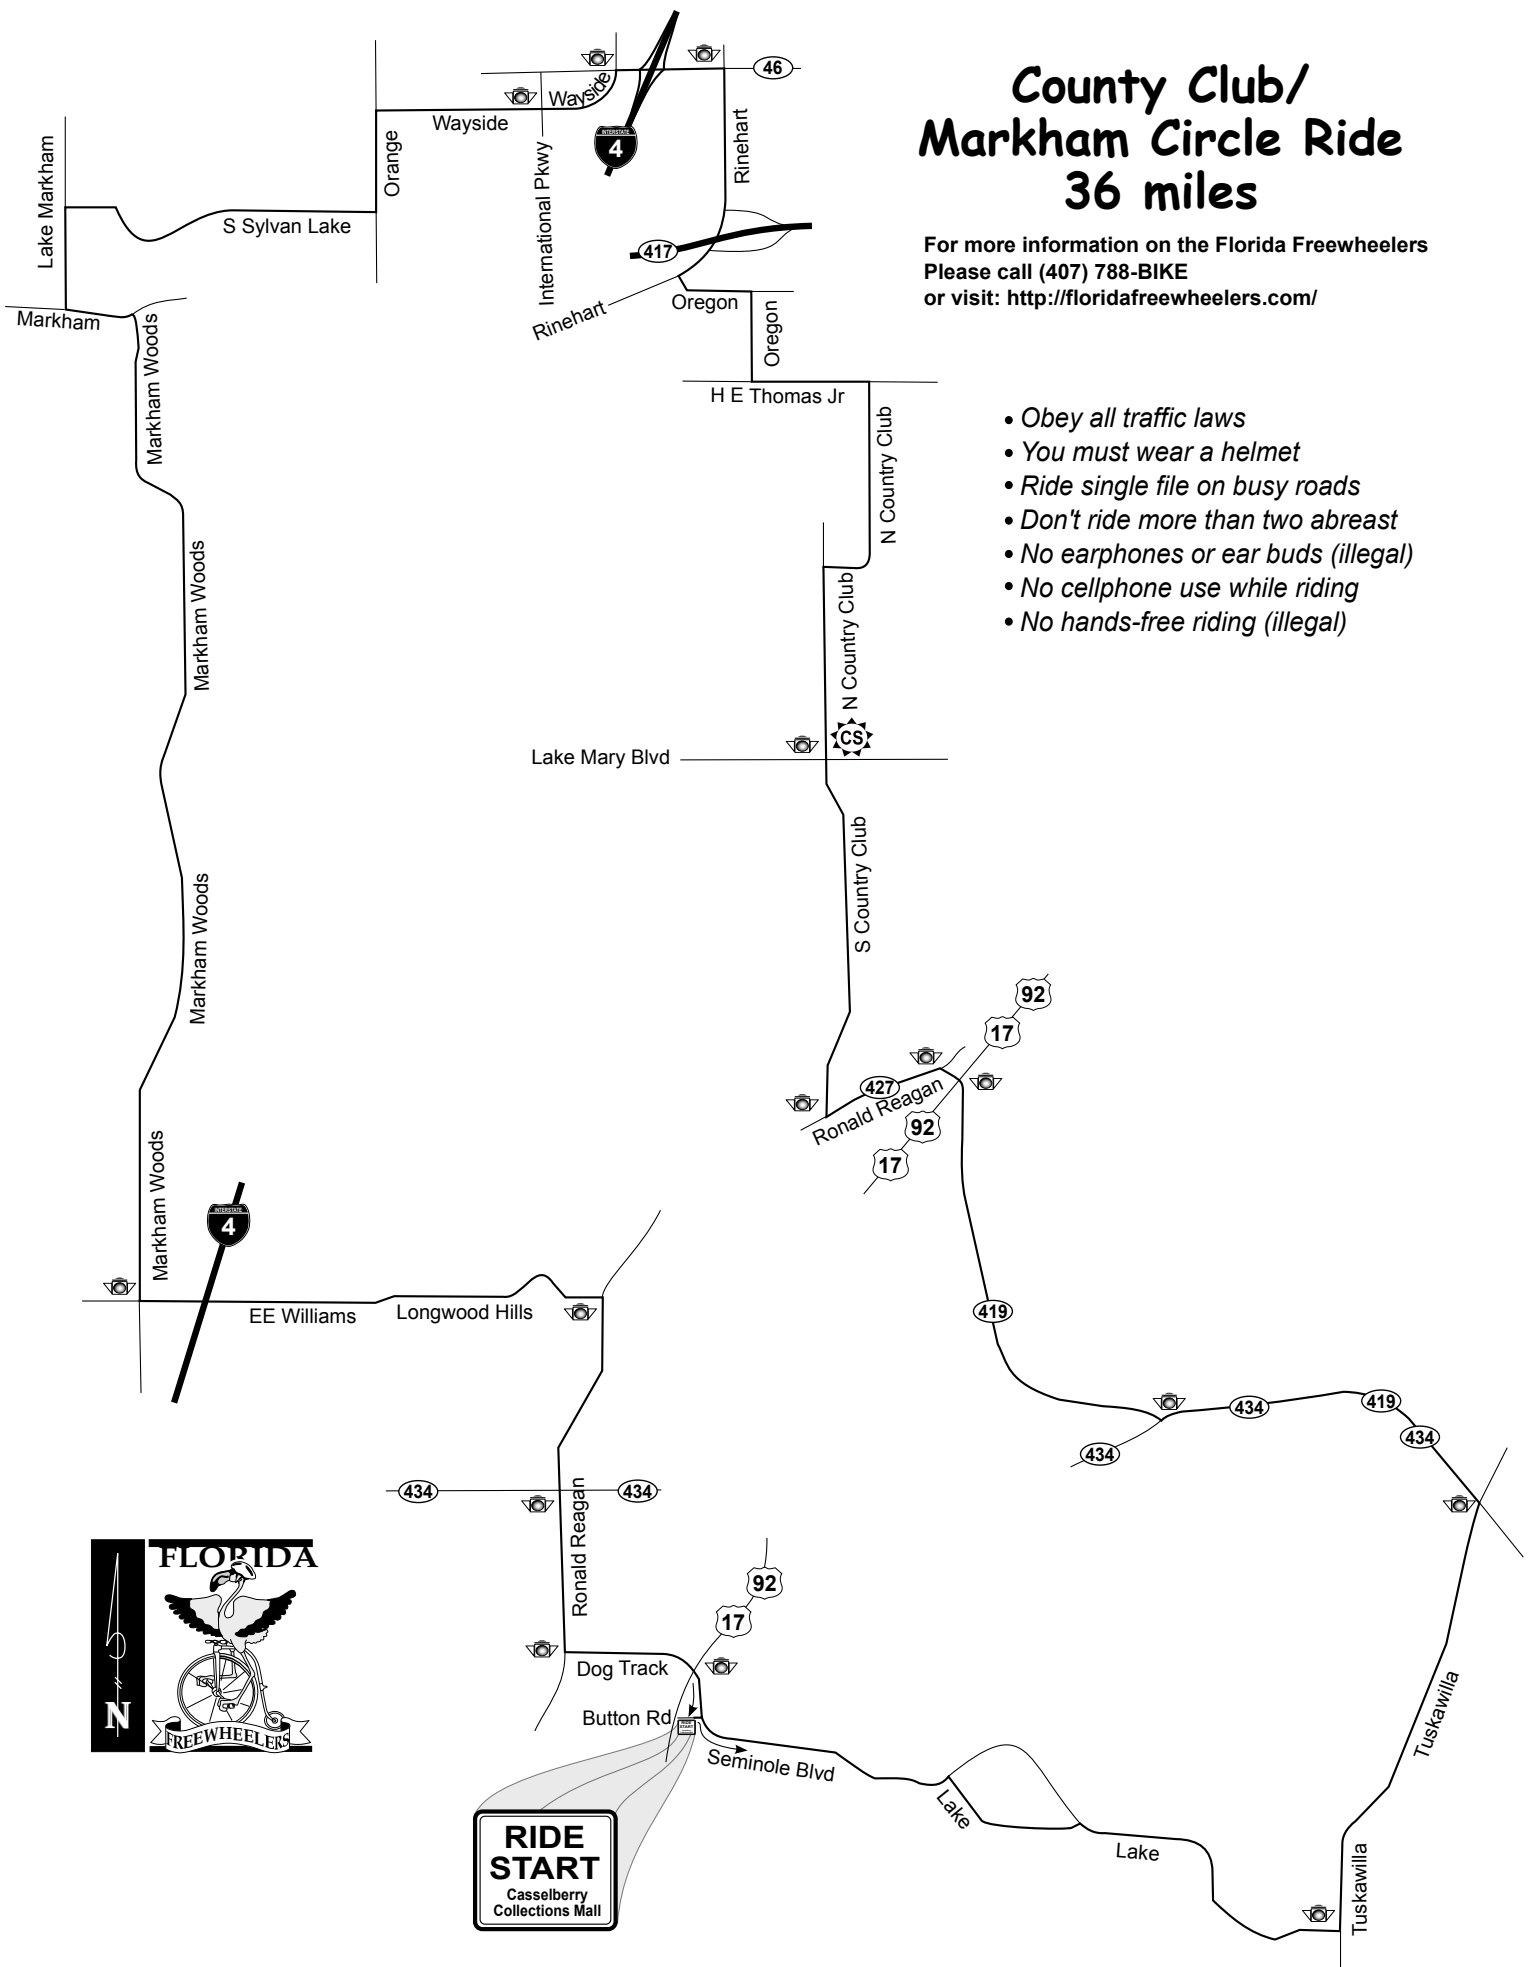 County Club/
Markham Circle Ride
36 miles
For more information on the Florida Freewheelers
Please call (407) 788-BIKE
or visit: http://floridafreewheelers.com/
• Obey all traffic laws
• You must wear a helmet
• Ride single file on busy roads
• Don't ride more than two abreast
• No earphones or ear buds (illegal)
• No cellphone use while riding
• No hands-free riding (illegal)
46
Wayside
Wayside
INTERSTATE
4
Orange
International Pkwy
Rinehart
Lake Markham
S Sylvan Lake
417
Rinehart
Oregon
Oregon
Markham
Markham Woods
H E Thomas Jr
N Country Club
Markham Woods
N Country Club
CS
Lake Mary Blvd
S Country Club
Markham Woods
92
17
427
Ronald Reagan
92
17
Markham Woods
INTERSTATE
4
EE Williams
Longwood Hills
419
434
419
434
434
434
434
Ronald Reagan
92
17
Dog Track
Button Rd
RIDE
START
Seminole Blvd
Lake
Lake
Tuskawilla
Tuskawilla
RIDE
START
Casselberry
Collections Mall
N
FLORIDA
FREEWHEELERS